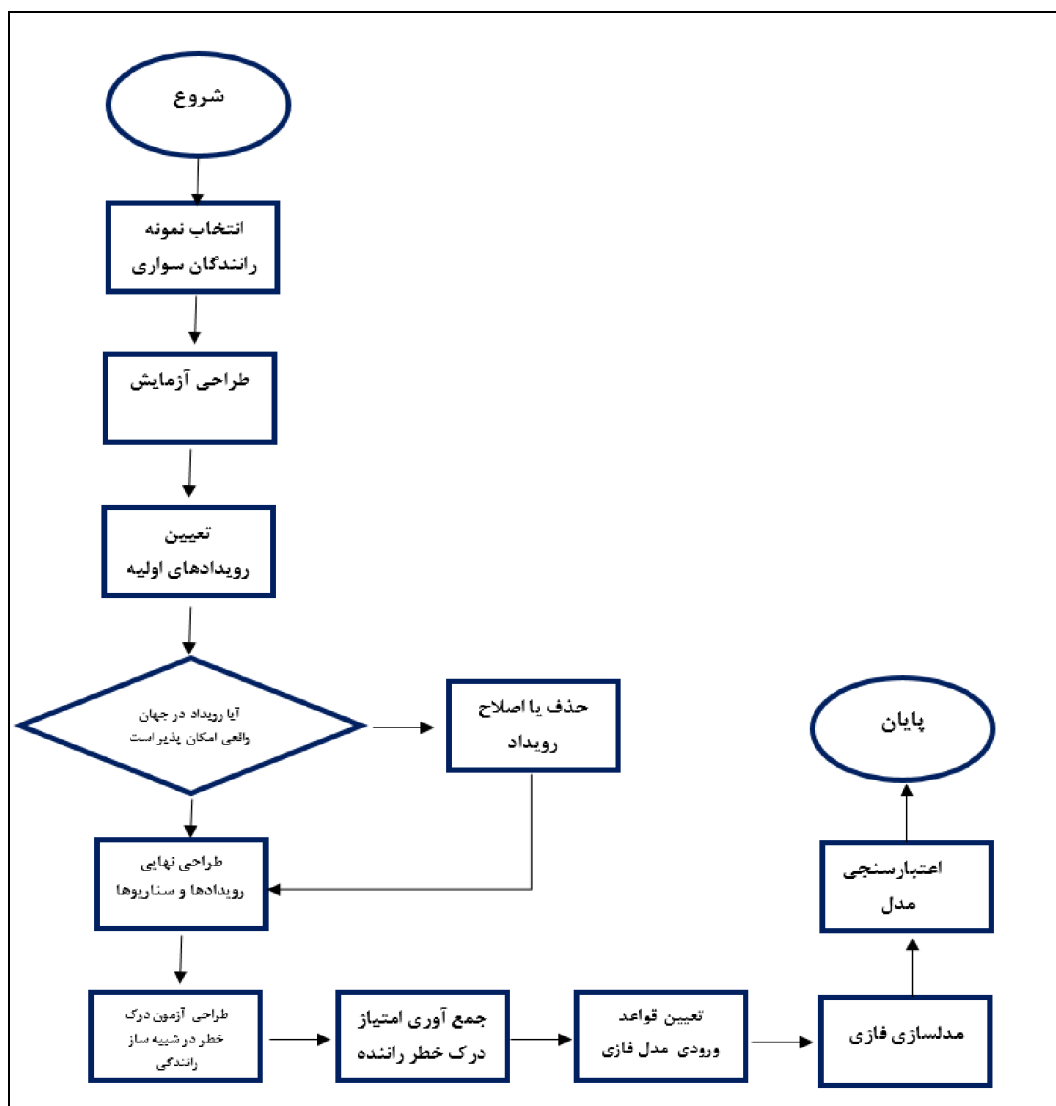 شروع
انتخاب نمونه
رانندگان سواری
طراحی آزمایش
تعیین
رویدادهای اولیه
آیا رویداد در جهان
واقعی امکان پذیر است
حذف یا اصلاح
رویداد
طراحی نهایی
رویدادها و سناریوها
طراحی آزمون درک
خطر در شبیه ساز
رانندگی
جمع آوری امتیاز
درک خطر راننده
تعیین قواعد
ورودی مدل فازی
مدلسازی فازی
اعتبارسنجی
مدل
پایان